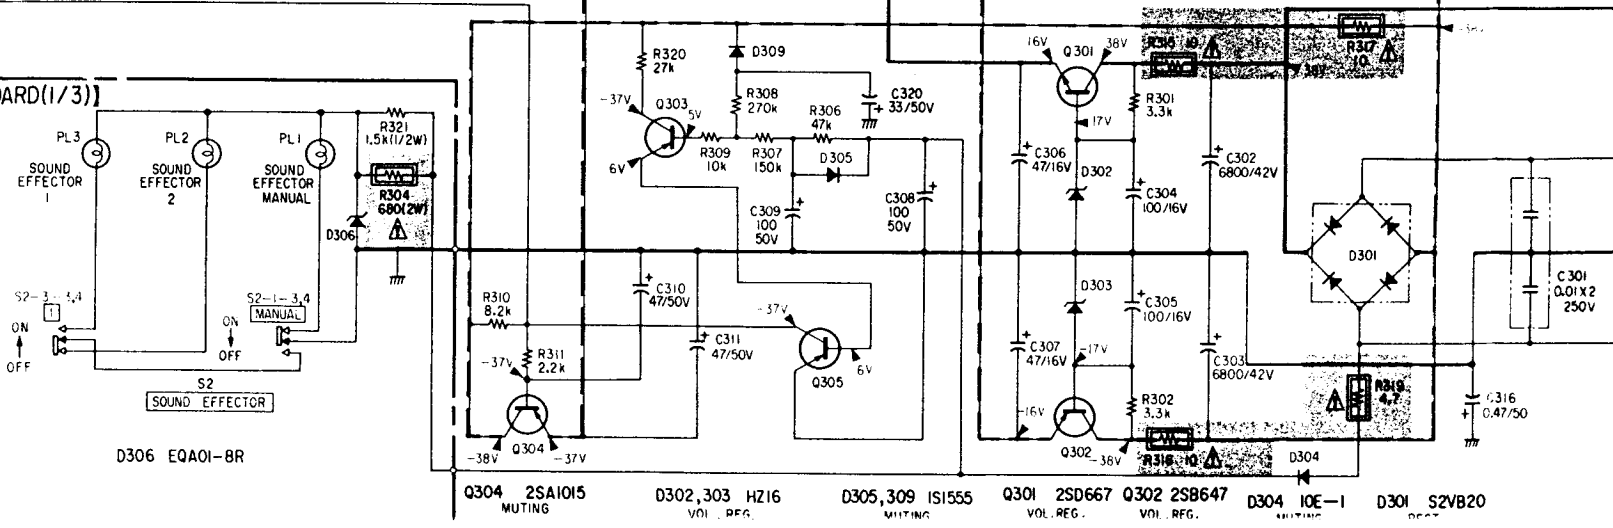 ARD(1/3)]
PL3
SOUND
EFFECTOR
1
PL2
SOUND
EFFECTOR
2
PL1
SOUND
EFFECTOR
MANUAL
R321
1.5k(1/2W)
R304
680(2W)
D306
S2-3-3,4
1
ON
OFF
S2-1-3,4
MANUAL
ON
OFF
S2
SOUND EFFECTOR
D306 EQA01-8R
R320
27k
D309
-37V
Q303
5V
6V
R308
270k
C320
33/50V
R309
10k
R307
150k
R306
47k
D305
C309
100
50V
C308
100
50V
R310
8.2k
C310
47/50V
C311
47/50V
R311
2.2k
-37V
Q304
-38V
-37V
-37V
Q305
6V
16V
Q301
38V
R315 10
R317
10
-38V
38V
17V
R301
3.3k
C306
47/16V
D302
C304
100/16V
C302
6800/42V
D301
C301
0.01X2
250V
D303
C305
100/16V
C307
47/16V
-17V
C303
6800/42V
-16V
R302
3.3k
Q302
-38V
R318 10
R319
4.7
C316
0.47/50
D304
Q304 2SA1015
MUTING
D302,303 HZ16
VOL.REG.
D305,309 1S1555
MUTING
Q301 2SD667
VOL.REG.
Q302 2SB647
VOL.REG.
D304 10E-1
MUTING
D301 S2VB20
RECT